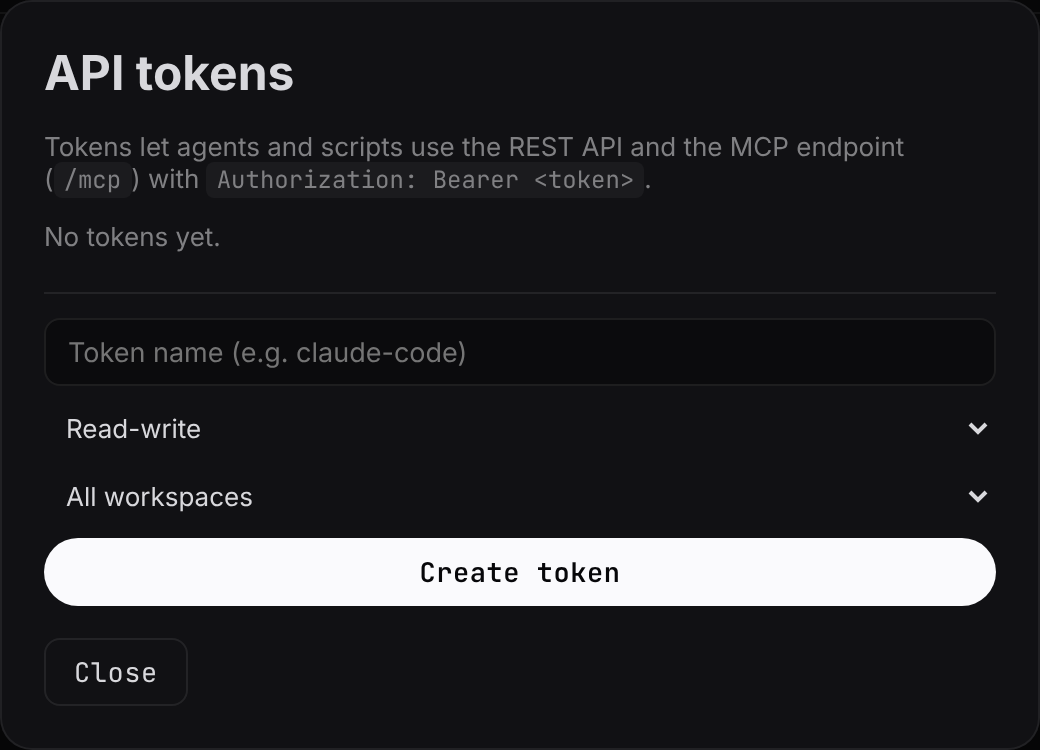 API tokens
Tokens let agents and scripts use the REST API and the MCP endpoint
(/mcp) with Authorization: Bearer <token>.
No tokens yet.
Token name (e.g. claude-code)
Read-write
All workspaces
Create token
Close